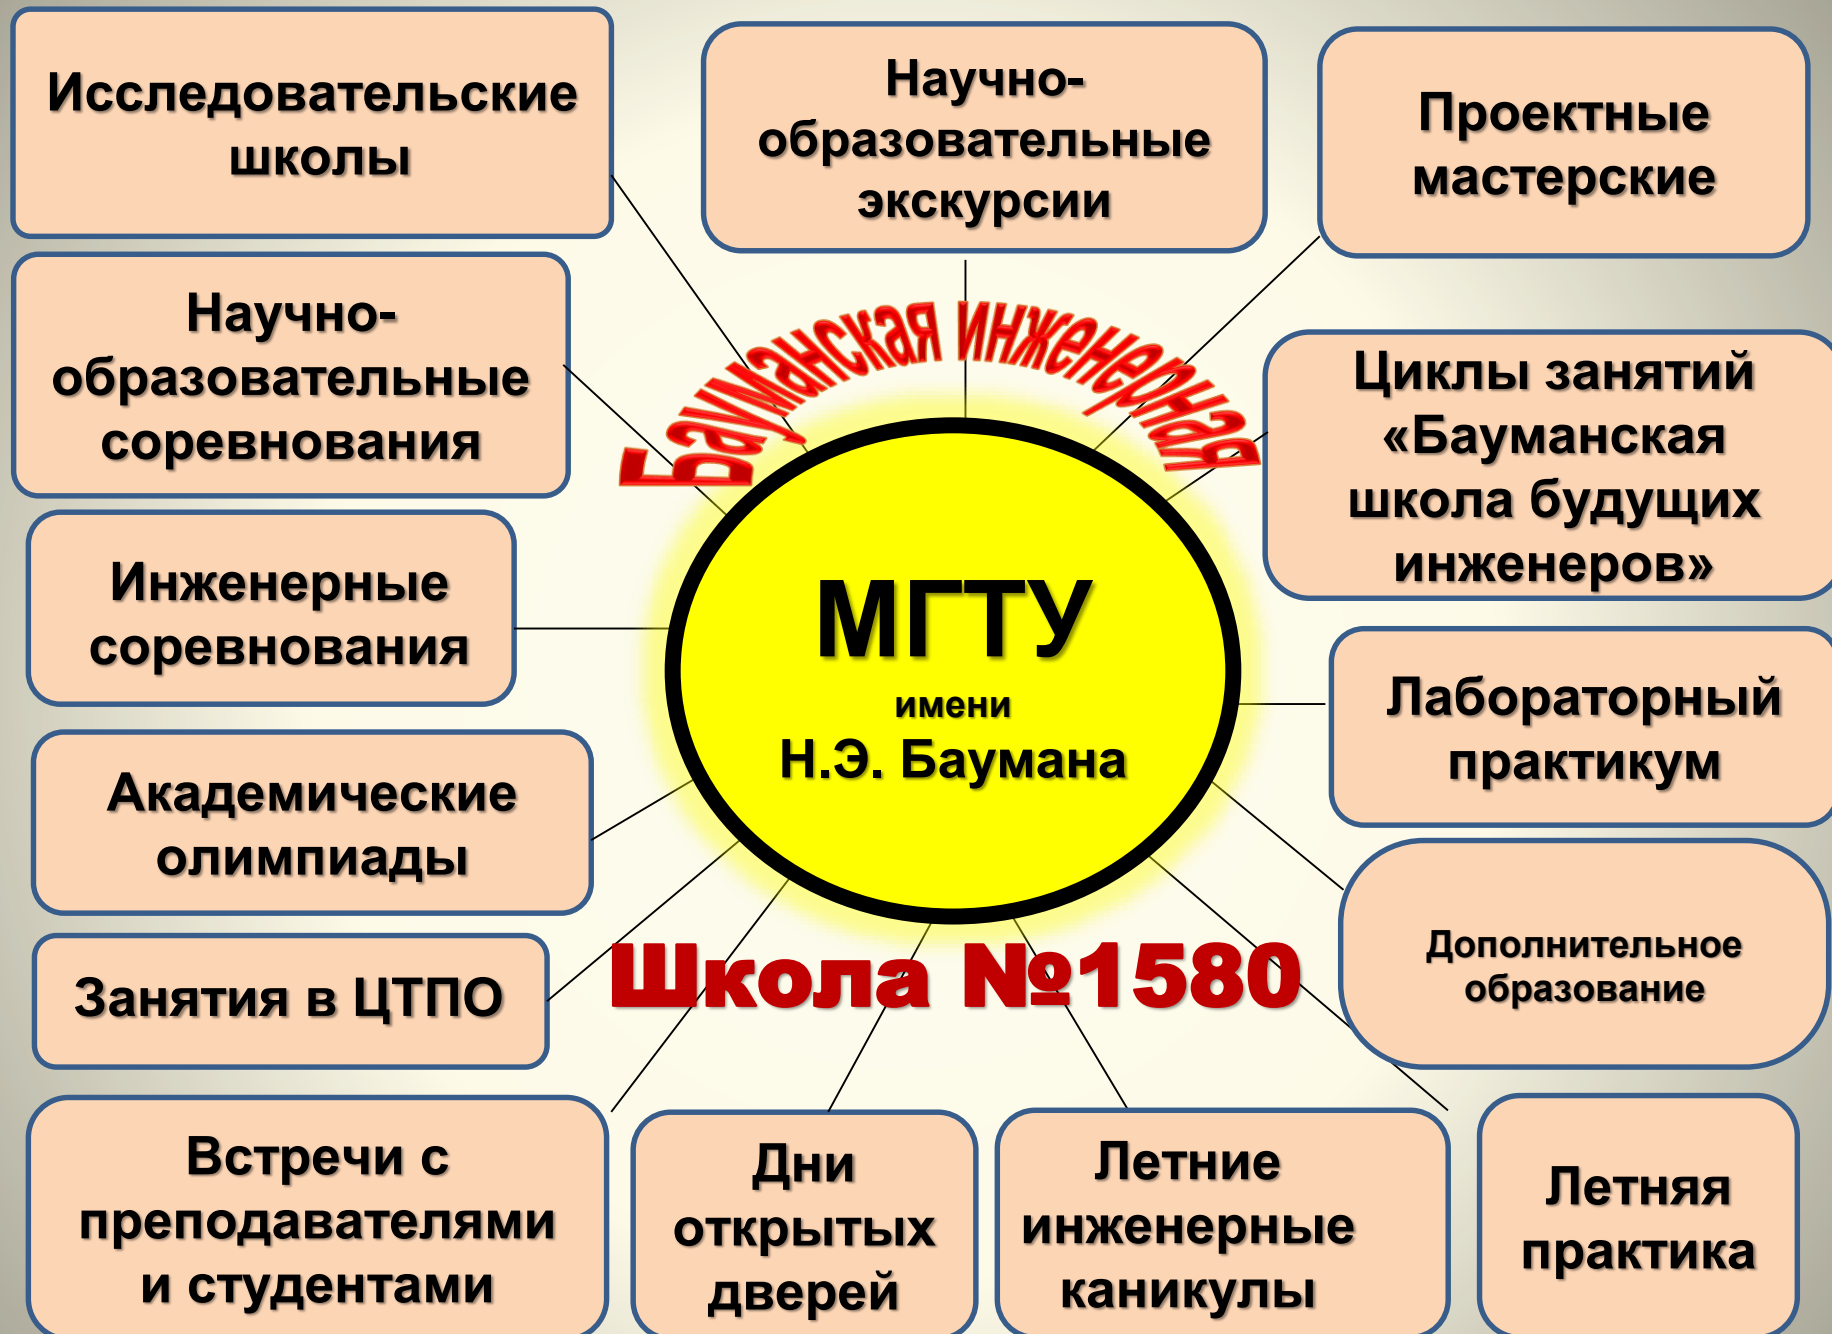 Исследовательские
школы
Научно-
образовательные
экскурсии
Проектные
мастерские
Научно-
образовательные
соревнования
Бауманская инженерная
Циклы занятий
«Бауманская
школа будущих
инженеров»
Инженерные
соревнования
МГТУ
имени
Н.Э. Баумана
Лабораторный
практикум
Академические
олимпиады
Дополнительное
образование
Занятия в ЦТПО
Школа №1580
Встречи с
преподавателями
и студентами
Дни
открытых
дверей
Летние
инженерные
каникулы
Летняя
практика